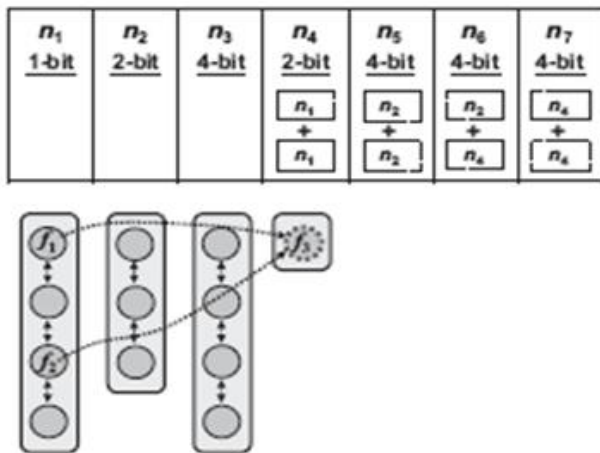 n₁ n₂ n₃ n₄ n₅ n₆ n₇
1-bit 2-bit 4-bit 2-bit 4-bit 4-bit 4-bit
n₁ n₂ n₂ n₄
+ + + +
n₁ n₂ n₄ n₄
f₁ f₃
f₂